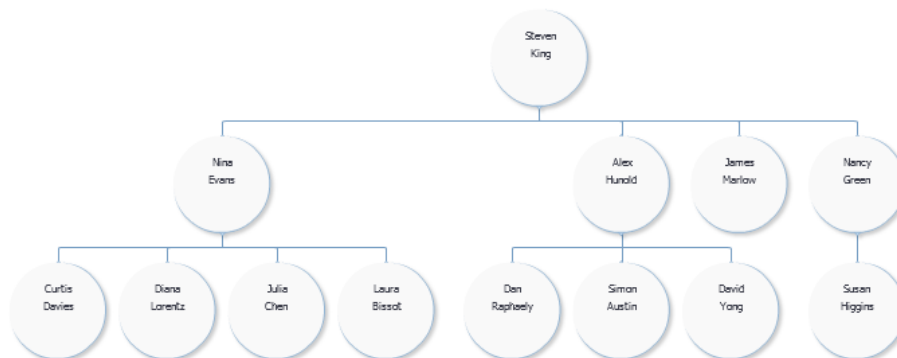 Steven
King
Nina
Evans
Alex
Hunold
James
Marlow
Nancy
Green
Curtis
Davies
Diana
Lorentz
Julia
Chen
Laura
Bissot
Dan
Raphaely
Simon
Austin
David
Yong
Susan
Higgins